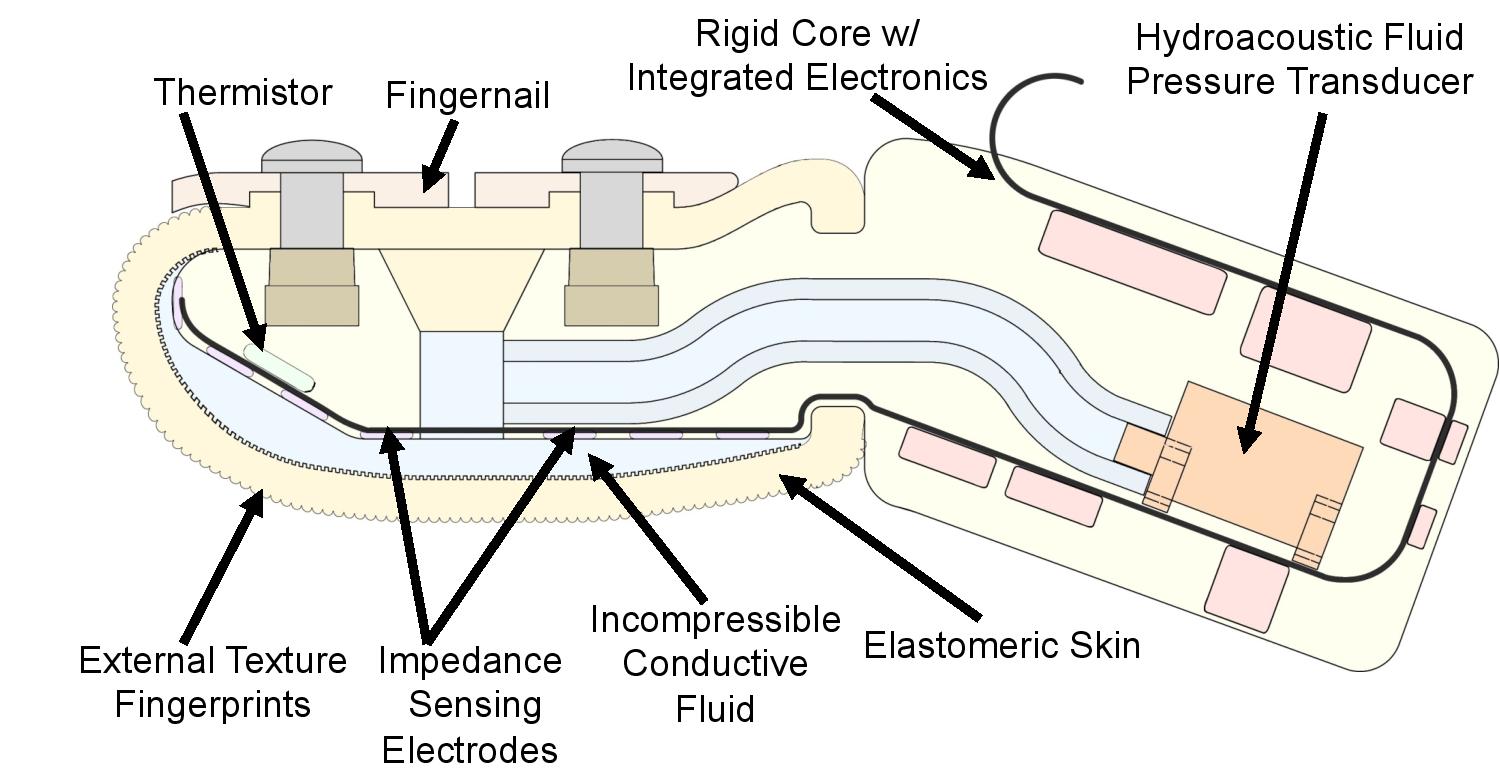 Rigid Core w/
Integrated Electronics
Hydroacoustic Fluid
Pressure Transducer
Thermistor
Fingernail
External Texture
Fingerprints
Impedance
Sensing
Electrodes
Incompressible
Conductive
Fluid
Elastomeric Skin